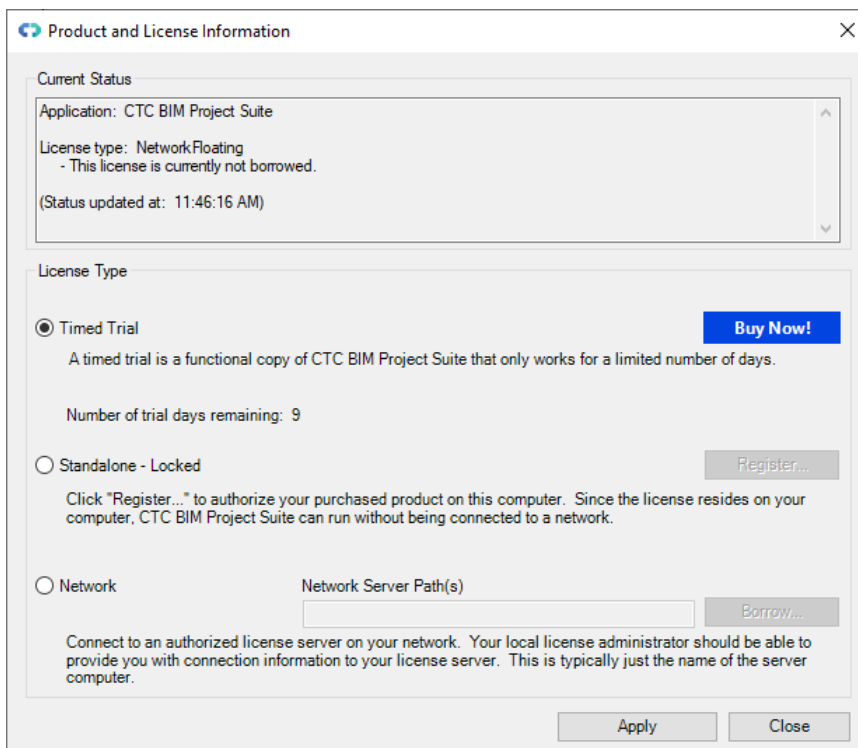 Product and License Information
Current Status
Application: CTC BIM Project Suite
License type: NetworkFloating
- This license is currently not borrowed.
(Status updated at: 11:46:16 AM)
License Type
Timed Trial
Buy Now!
A timed trial is a functional copy of CTC BIM Project Suite that only works for a limited number of days.
Number of trial days remaining: 9
Standalone - Locked
Register...
Click "Register..." to authorize your purchased product on this computer. Since the license resides on your
computer, CTC BIM Project Suite can run without being connected to a network.
Network
Network Server Path(s)
Borrow...
Connect to an authorized license server on your network. Your local license administrator should be able to
provide you with connection information to your license server. This is typically just the name of the server
computer.
Apply
Close